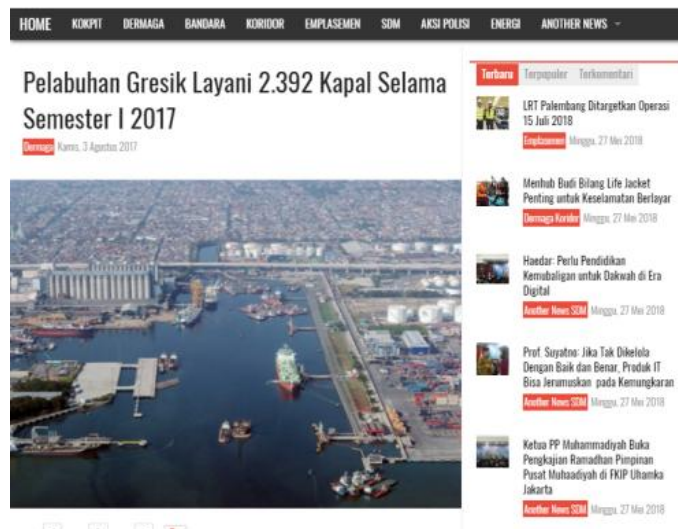 HOME KOKPIT DERMAGA BANDARA KORIDOR EMPLASEMEN SDM AKSI POLISI ENERGI ANOTHER NEWS
Pelabuhan Gresik Layani 2.392 Kapal Selama
Semester I 2017
Dermaga Kamis, 3 Agustus 2017
Terbaru Terpopuler Terkomentari
LRT Palembang Ditargetkan Operasi
15 Juli 2018
Emplasemen Minggu, 27 Mei 2018
Menhub Budi Bilang Life Jacket
Penting untuk Keselamatan Berlayar
Dermaga Koridor Minggu, 27 Mei 2018
Haedar: Perlu Pendidikan
Kemubaligan untuk Dakwah di Era
Digital
Another News SDM Minggu, 27 Mei 2018
Prof. Suyatno: Jika Tak Dikelola
Dengan Baik dan Benar, Produk IT
Bisa Jerumuskan pada Kemungkaran
Another News SDM Minggu, 27 Mei 2018
Ketua PP Muhammadiyah Buka
Pengkajian Ramadhan Pimpinan
Pusat Muhaadiyah di FKIP Uhamka
Jakarta
Another News SDM Minggu, 27 Mei 2018